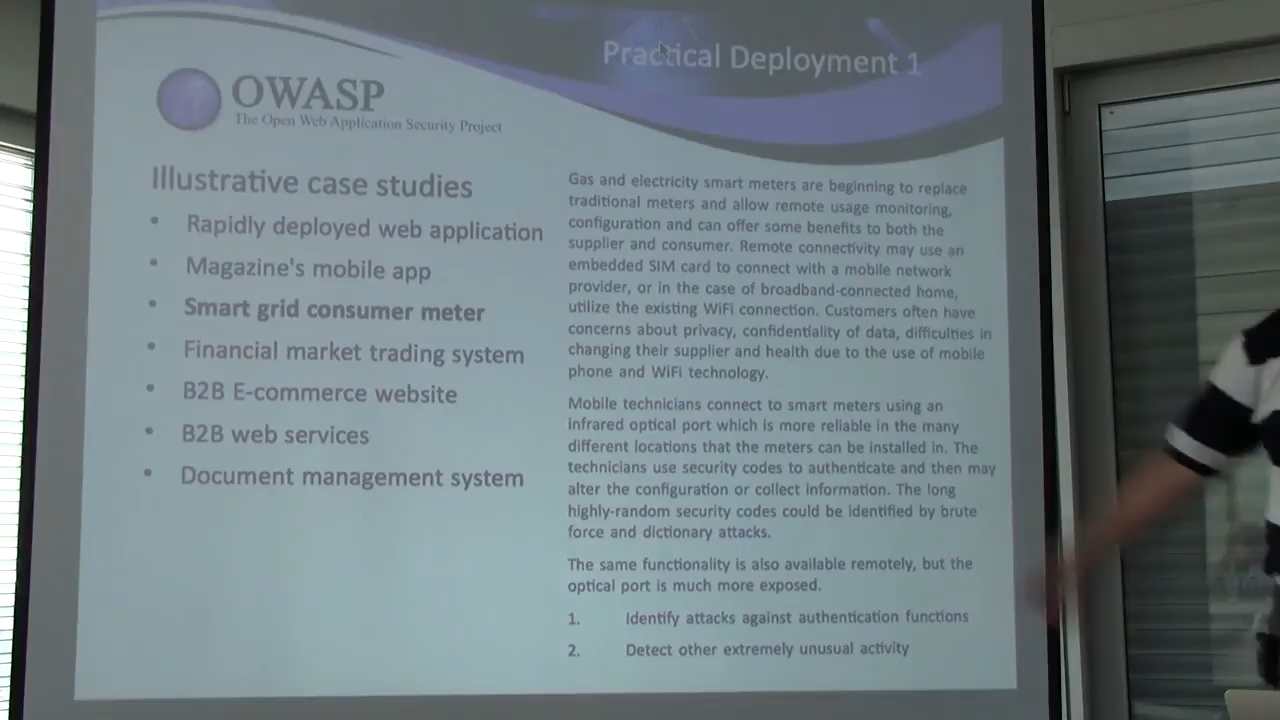 Practical Deployment 1
OWASP
The Open Web Application Security Project
Illustrative case studies
• Rapidly deployed web application
• Magazine's mobile app
• Smart grid consumer meter
• Financial market trading system
• B2B E-commerce website
• B2B web services
• Document management system
Gas and electricity smart meters are beginning to replace
traditional meters and allow remote usage monitoring,
configuration and can offer some benefits to both the
supplier and consumer. Remote connectivity may use an
embedded SIM card to connect with a mobile network
provider, or in the case of broadband-connected home,
utilize the existing WiFi connection. Customers often have
concerns about privacy, confidentiality of data, difficulties in
changing their supplier and health due to the use of mobile
phone and WiFi technology.
Mobile technicians connect to smart meters using an
infrared optical port which is more reliable in the many
different locations that the meters can be installed in. The
technicians use security codes to authenticate and then may
alter the configuration or collect information. The long
highly-random security codes could be identified by brute
force and dictionary attacks.
The same functionality is also available remotely, but the
optical port is much more exposed.
1. Identify attacks against authentication functions
2. Detect other extremely unusual activity